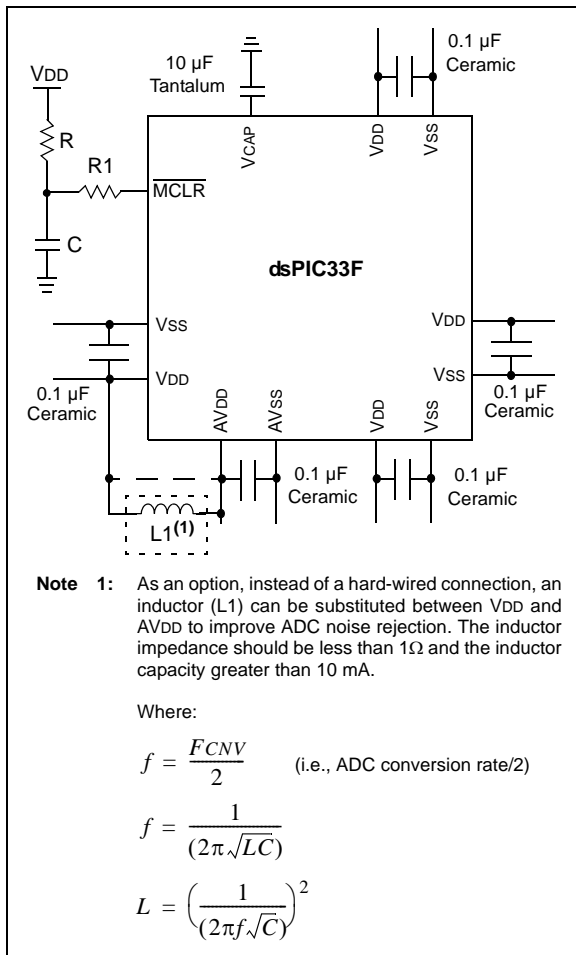 VDD
R
R1
C
10 µF
Tantalum
0.1 µF
Ceramic
VCAP
VDD
VSS
MCLR
dsPIC33F
VSS
VDD
0.1 µF
Ceramic
VDD
VSS
0.1 µF
Ceramic
AVDD
AVSS
VDD
VSS
0.1 µF
Ceramic
0.1 µF
Ceramic
L1(1)
Note 1: As an option, instead of a hard-wired connection, an
inductor (L1) can be substituted between VDD and
AVDD to improve ADC noise rejection. The inductor
impedance should be less than 1Ω and the inductor
capacity greater than 10 mA.
Where:
f = FCNV / 2 (i.e., ADC conversion rate/2)
f = 1 / (2π√LC)
L = (1 / (2πf√C))²